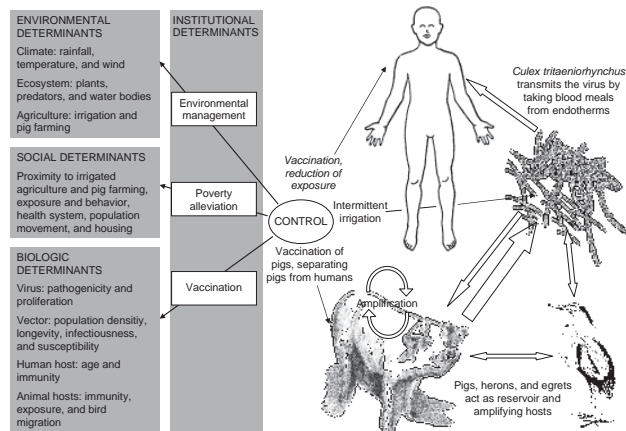 ENVIRONMENTAL
DETERMINANTS
Climate: rainfall,
temperature, and wind
Ecosystem: plants,
predators, and water bodies
Agriculture: irrigation and
pig farming
SOCIAL DETERMINANTS
Proximity to irrigated
agriculture and pig farming,
exposure and behavior,
health system, population
movement, and housing
BIOLOGIC
DETERMINANTS
Virus: pathogenicity and
proliferation
Vector: population densitiy,
longevity, infectiousness,
and susceptibility
Human host: age and
immunity
Animal hosts: immunity,
exposure, and bird
migration
INSTITUTIONAL
DETERMINANTS
Environmental
management
Poverty
alleviation
Vaccination
CONTROL
Vaccination,
reduction of
exposure
Intermittent
irrigation
Vaccination of
pigs, separating
pigs from humans
Culex tritaeniorhynchus
transmits the virus by
taking blood meals
from endotherms
Amplification
Pigs, herons, and egrets
act as reservoir and
amplifying hosts